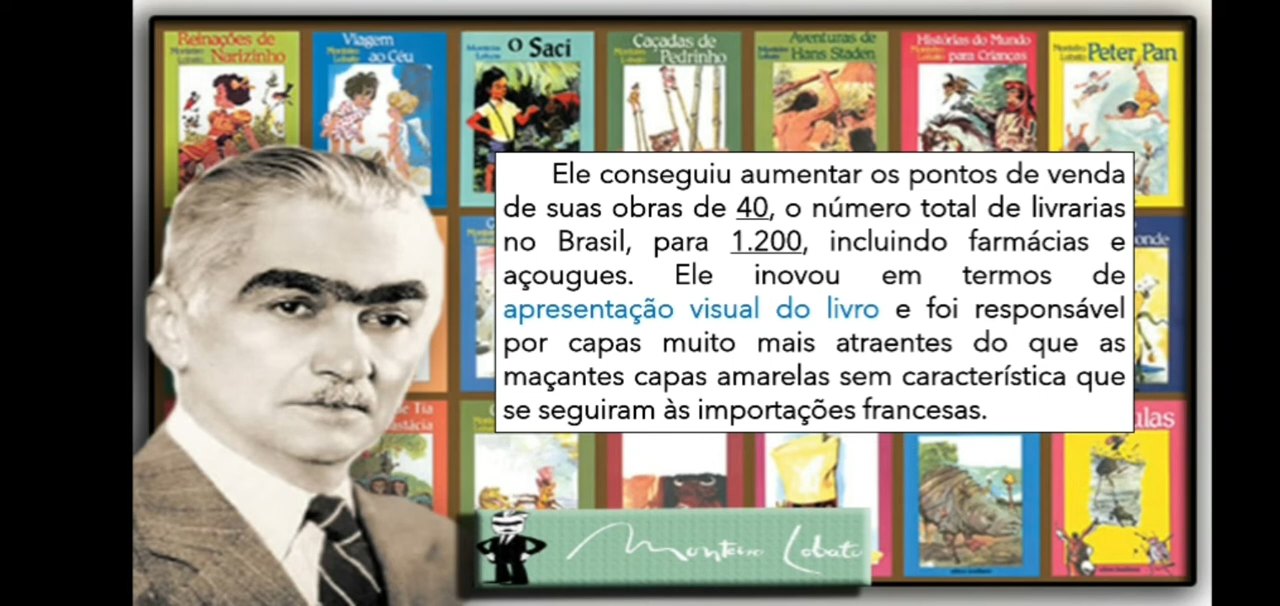 Reinações de
Narizinho
Viagem
ao Céu
O Saci
Caçadas de
Pedrinho
Aventuras de
Hans Staden
Histórias do Mundo
para Crianças
Peter Pan
Ele conseguiu aumentar os pontos de venda
de suas obras de 40, o número total de livrarias
no Brasil, para 1.200, incluindo farmácias e
açougues. Ele inovou em termos de
apresentação visual do livro e foi responsável
por capas muito mais atraentes do que as
maçantes capas amarelas sem característica que
se seguiram às importações francesas.
onde
Tia
ulas
Monteiro Lobato